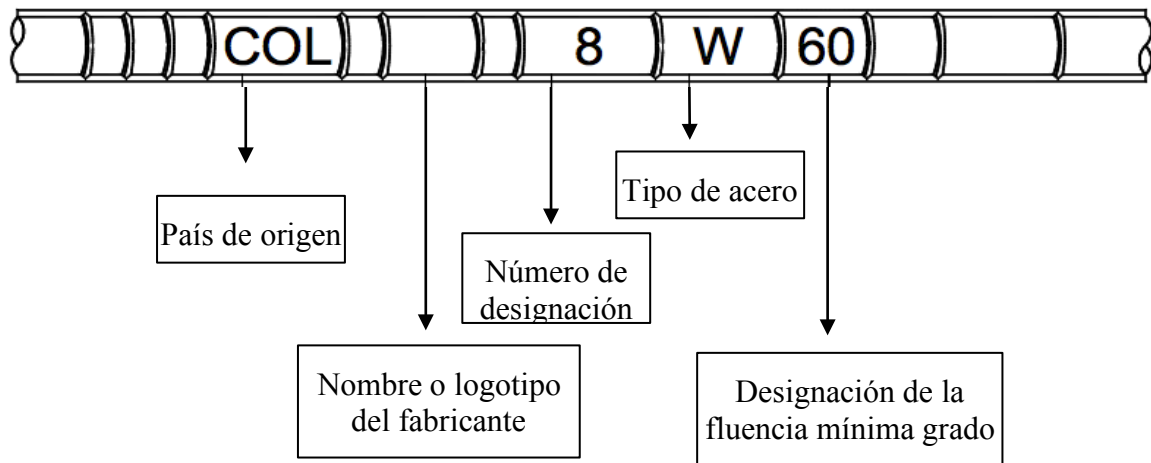 COL 8 W 60
Tipo de acero
País de origen
Número de
designación
Nombre o logotipo
del fabricante
Designación de la
fluencia mínima grado